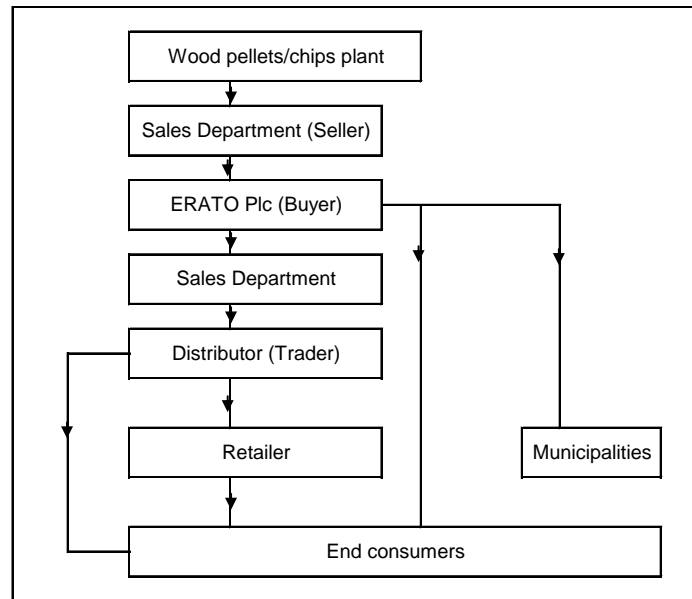 Wood pellets/chips plant
Sales Department (Seller)
ERATO Plc (Buyer)
Sales Department
Distributor (Trader)
Retailer
Municipalities
End consumers